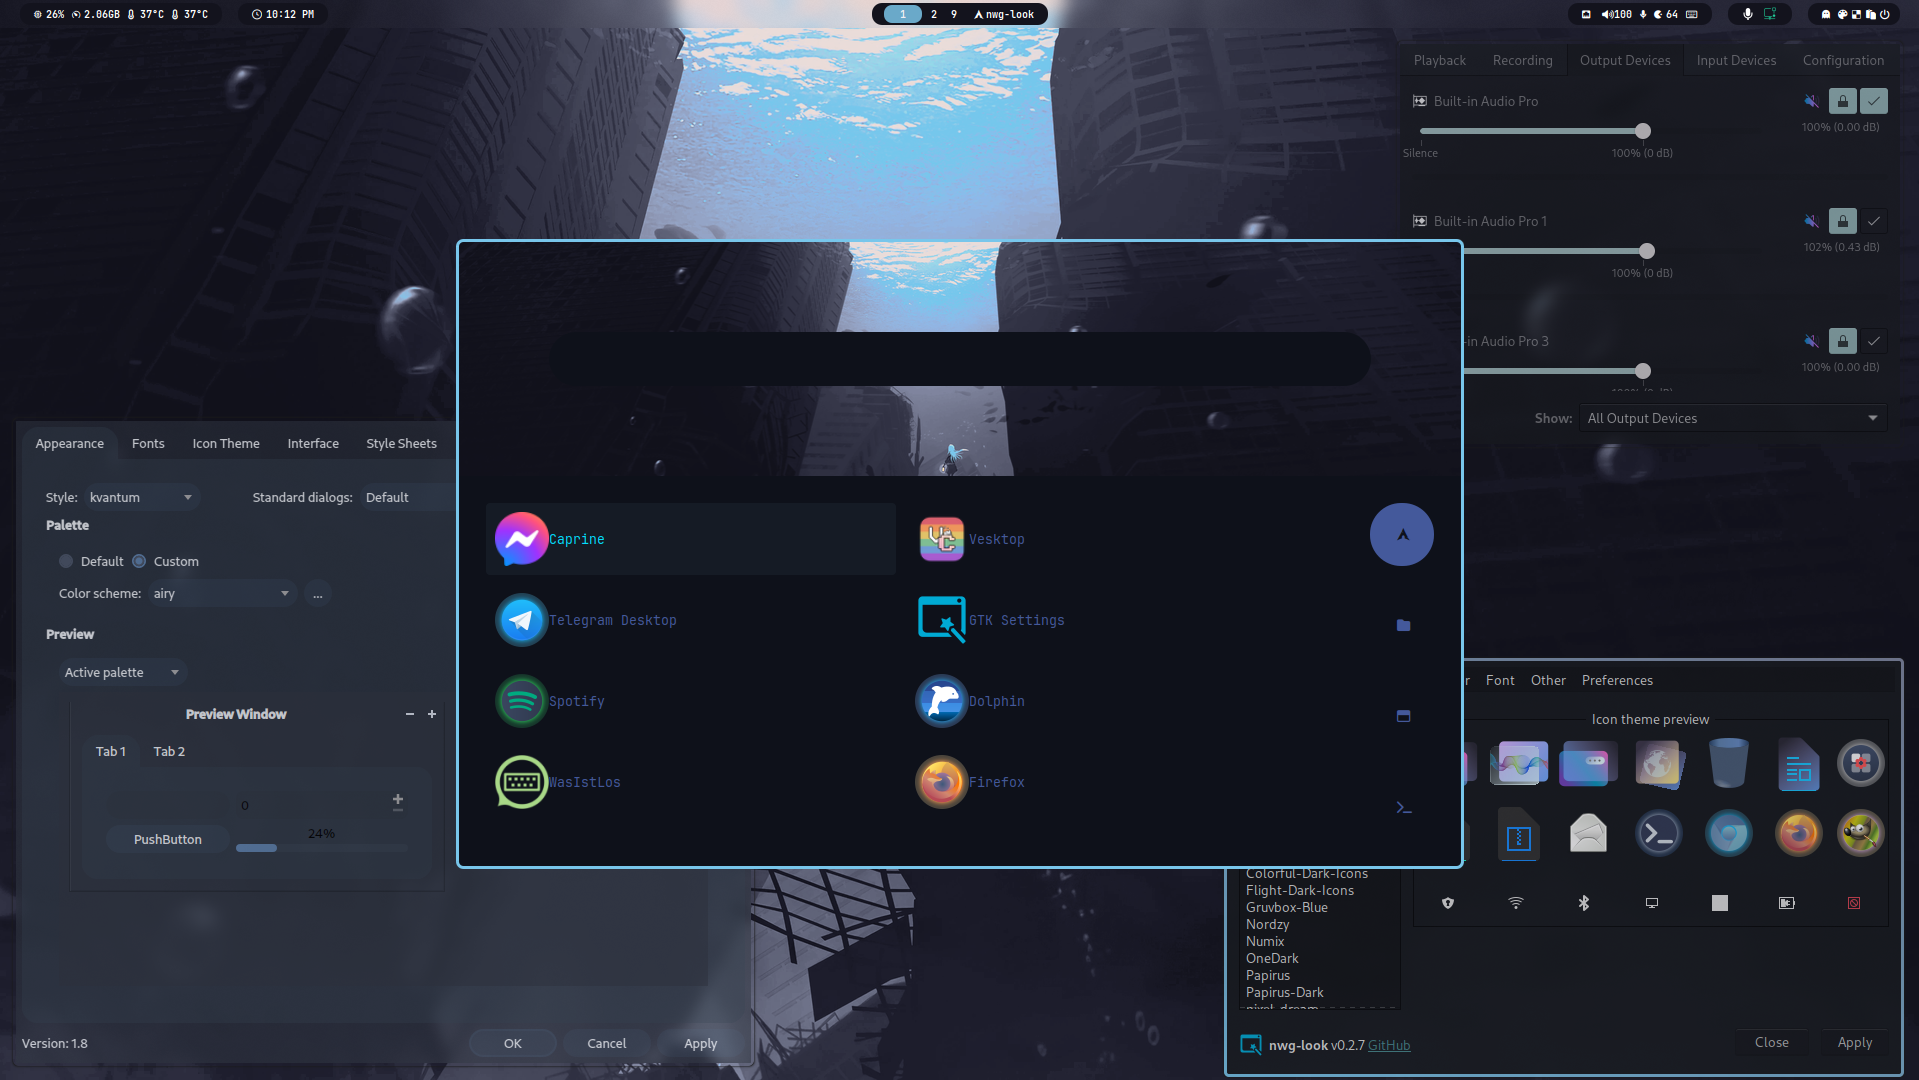 26% 2.06GB 37°C 37°C 10:12 PM
1 2 9 nwg-look
100 64
Playback Recording Output Devices Input Devices Configuration
Built-in Audio Pro
100% (0.00 dB)
Silence 100% (0 dB)
Built-in Audio Pro 1
102% (0.43 dB)
100% (0 dB)
-in Audio Pro 3
100% (0.00 dB)
Show: All Output Devices
Appearance Fonts Icon Theme Interface Style Sheets
Style: kvantum Standard dialogs: Default
Palette
Default Custom
Color scheme: airy ...
Preview
Active palette
Preview Window
Tab 1 Tab 2
0
24%
PushButton
Version: 1.8
OK Cancel Apply
Caprine Vesktop
Telegram Desktop GTK Settings
Spotify Dolphin
WasIstLos Firefox
r Font Other Preferences
Icon theme preview
Colorful-Dark-Icons
Flight-Dark-Icons
Gruvbox-Blue
Nordzy
Numix
OneDark
Papirus
Papirus-Dark
pixel-dream
nwg-look v0.2.7 GitHub
Close Apply